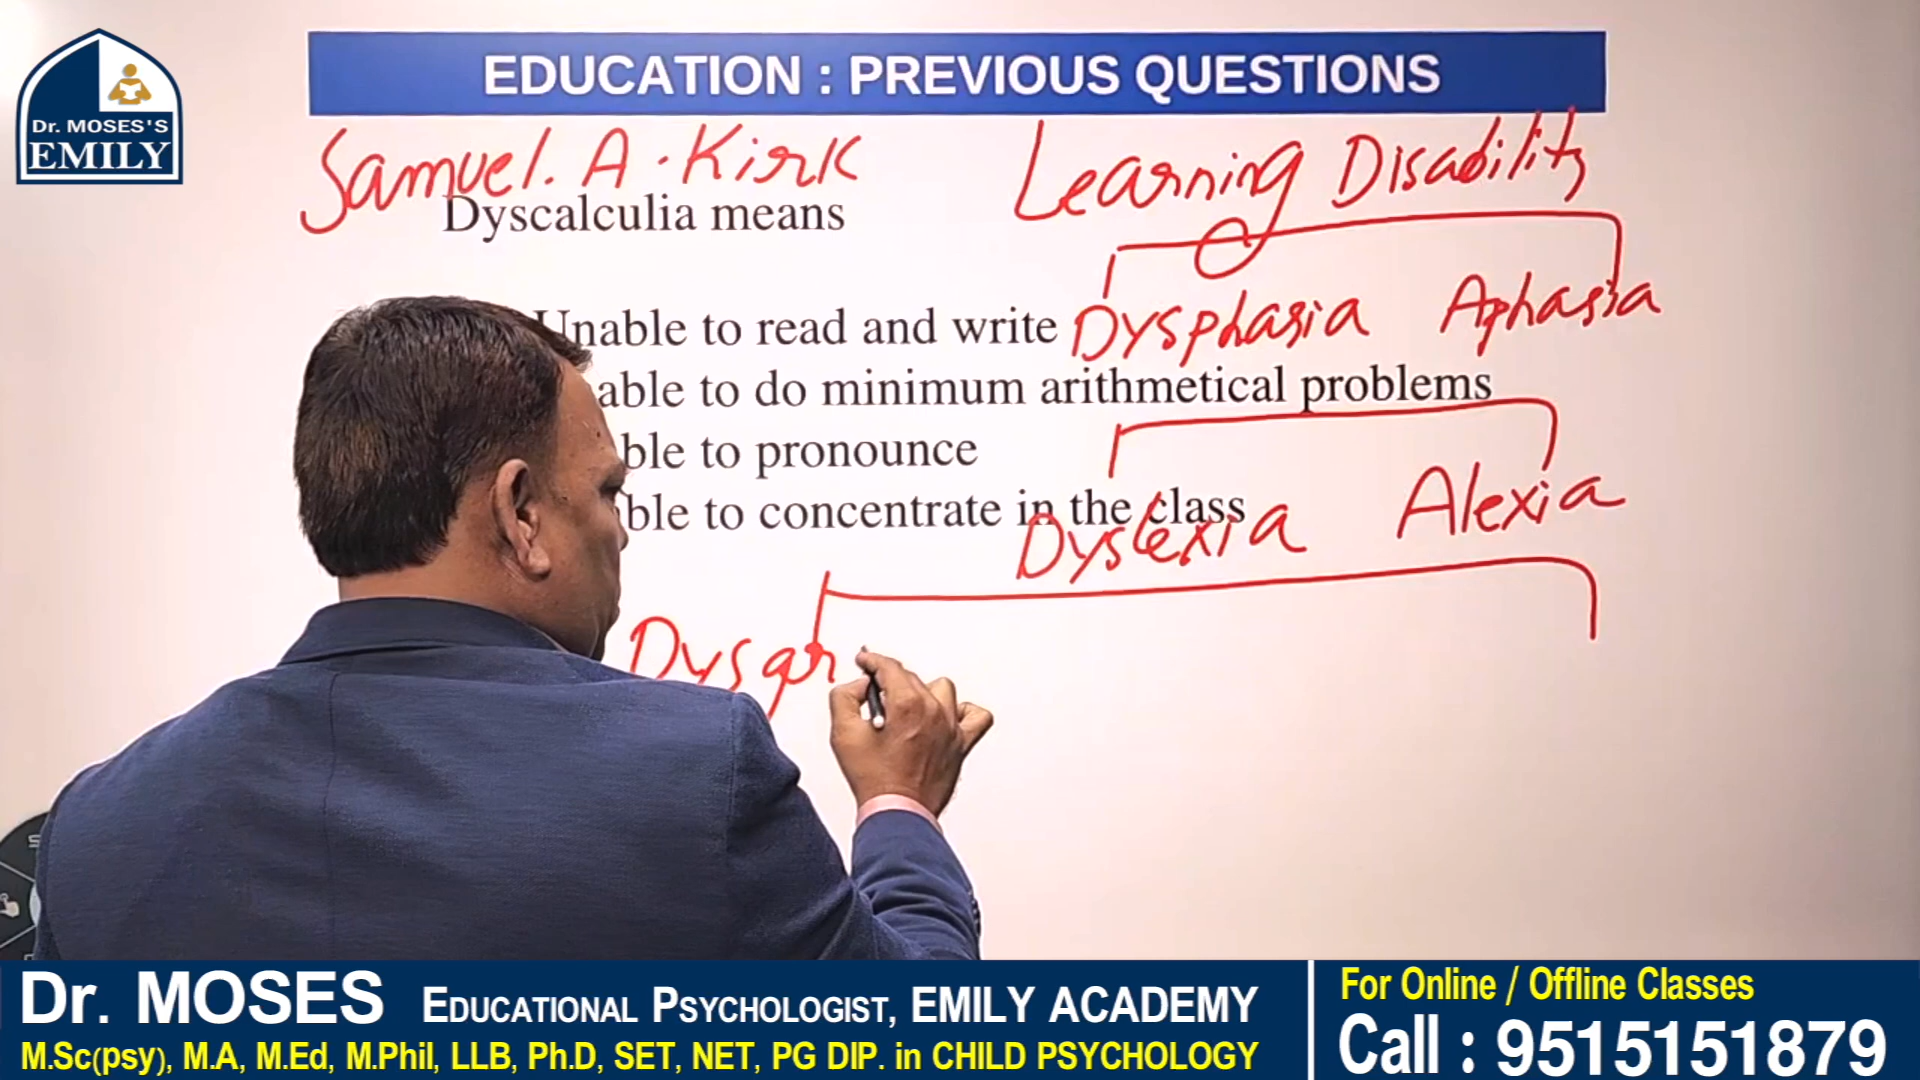 EDUCATION : PREVIOUS QUESTIONS
Dr. MOSES'S
EMILY
Samuel. A. Kirk
Learning Disability
Dyscalculia means
Unable to read and write
Dysphasia Aphasia
able to do minimum arithmetical problems
ble to pronounce
ble to concentrate in the class
Dyslexia Alexia
Dysgr
Dr. MOSES EDUCATIONAL PSYCHOLOGIST, EMILY ACADEMY
M.Sc(psy), M.A, M.Ed, M.Phil, LLB, Ph.D, SET, NET, PG DIP. in CHILD PSYCHOLOGY
For Online / Offline Classes
Call : 9515151879